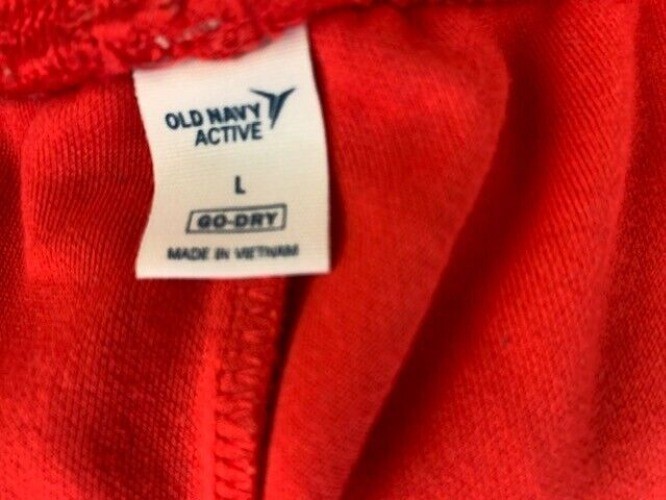 OLD NAVY
ACTIVE
L
GO-DRY
MADE IN VIETNAM